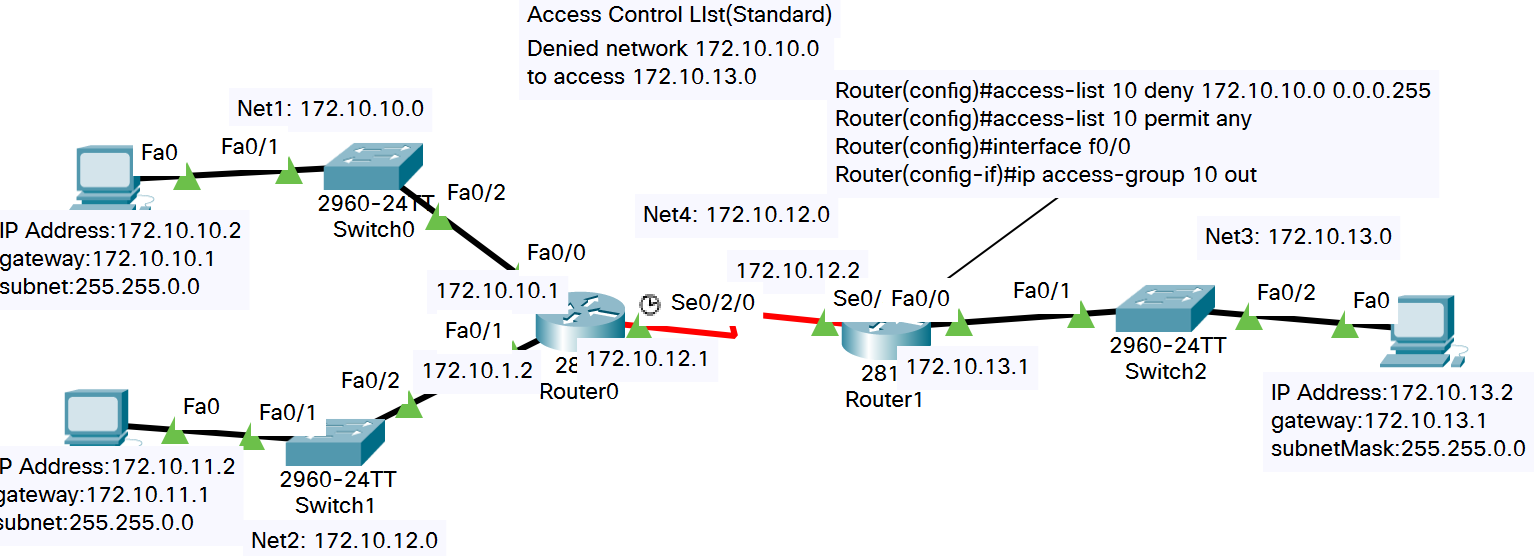 Access Control LIst(Standard)
Denied network 172.10.10.0
to access 172.10.13.0
Router(config)#access-list 10 deny 172.10.10.0 0.0.0.255
Router(config)#access-list 10 permit any
Router(config)#interface f0/0
Router(config-if)#ip access-group 10 out
Net1: 172.10.10.0
Fa0
Fa0/1
2960-24TT
Switch0
Fa0/2
IP Address:172.10.10.2
gateway:172.10.10.1
subnet:255.255.0.0
Net4: 172.10.12.0
Net3: 172.10.13.0
Fa0/0
172.10.10.1
Se0/2/0
172.10.12.2
Se0/
Fa0/0
Fa0/1
Fa0/2
Fa0
Fa0/1
172.10.1.2
172.10.12.1
28
Router0
172.10.13.1
281
Router1
2960-24TT
Switch2
IP Address:172.10.13.2
gateway:172.10.13.1
subnetMask:255.255.0.0
Fa0
Fa0/1
Fa0/2
2960-24TT
Switch1
P Address:172.10.11.2
gateway:172.10.11.1
subnet:255.255.0.0
Net2: 172.10.12.0